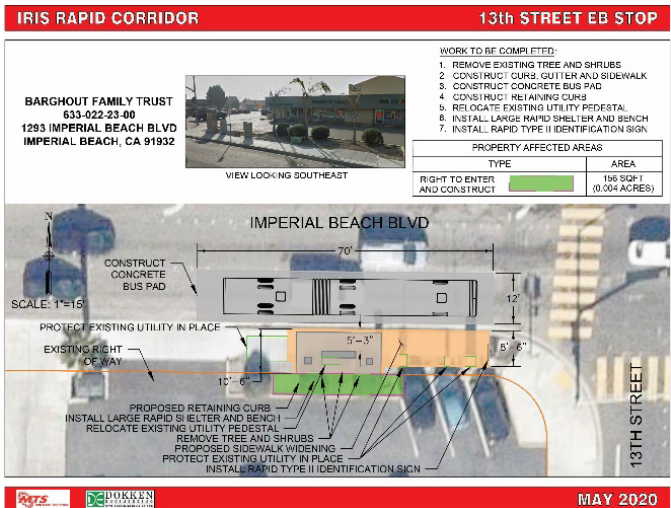 IRIS RAPID CORRIDOR
13th STREET EB STOP
BARGHOUT FAMILY TRUST
633-022-23-00
1293 IMPERIAL BEACH BLVD
IMPERIAL BEACH, CA 91932
VIEW LOOKING SOUTHEAST
WORK TO BE COMPLETED:
1. REMOVE EXISTING TREE AND SHRUBS
2. CONSTRUCT CURB, GUTTER AND SIDEWALK
3. CONSTRUCT CONCRETE BUS PAD
4. CONSTRUCT RETAINING CURB
5. RELOCATE EXISTING UTILITY PEDESTAL
6. INSTALL LARGE RAPID SHELTER AND BENCH
7. INSTALL RAPID TYPE II IDENTIFICATION SIGN
PROPERTY AFFECTED AREAS
TYPE
AREA
RIGHT TO ENTER
AND CONSTRUCT
156 SQFT
(0.004 ACRES)
N
IMPERIAL BEACH BLVD
70'
CONSTRUCT
CONCRETE
BUS PAD
12'
SCALE: 1"=15'
PROTECT EXISTING UTILITY IN PLACE
5'-3"
EXISTING RIGHT
OF WAY
10'-6"
PROPOSED RETAINING CURB
INSTALL LARGE RAPID SHELTER AND BENCH
RELOCATE EXISTING UTILITY PEDESTAL
REMOVE TREE AND SHRUBS
PROPOSED SIDEWALK WIDENING
PROTECT EXISTING UTILITY IN PLACE
INSTALL RAPID TYPE II IDENTIFICATION SIGN
13TH STREET
MTS
DOKKEN
ENGINEERING
MAY 2020